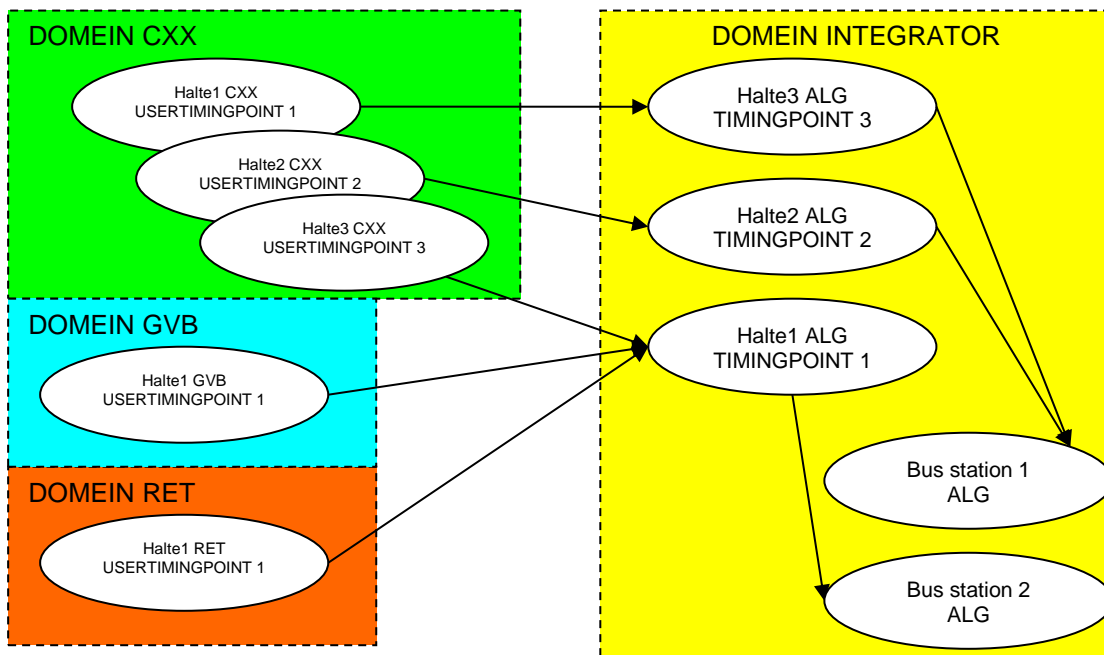 DOMEIN CXX
Halte1 CXX
USERTIMINGPOINT 1
Halte2 CXX
USERTIMINGPOINT 2
Halte3 CXX
USERTIMINGPOINT 3
DOMEIN GVB
Halte1 GVB
USERTIMINGPOINT 1
DOMEIN RET
Halte1 RET
USERTIMINGPOINT 1
DOMEIN INTEGRATOR
Halte3 ALG
TIMINGPOINT 3
Halte2 ALG
TIMINGPOINT 2
Halte1 ALG
TIMINGPOINT 1
Bus station 1
ALG
Bus station 2
ALG